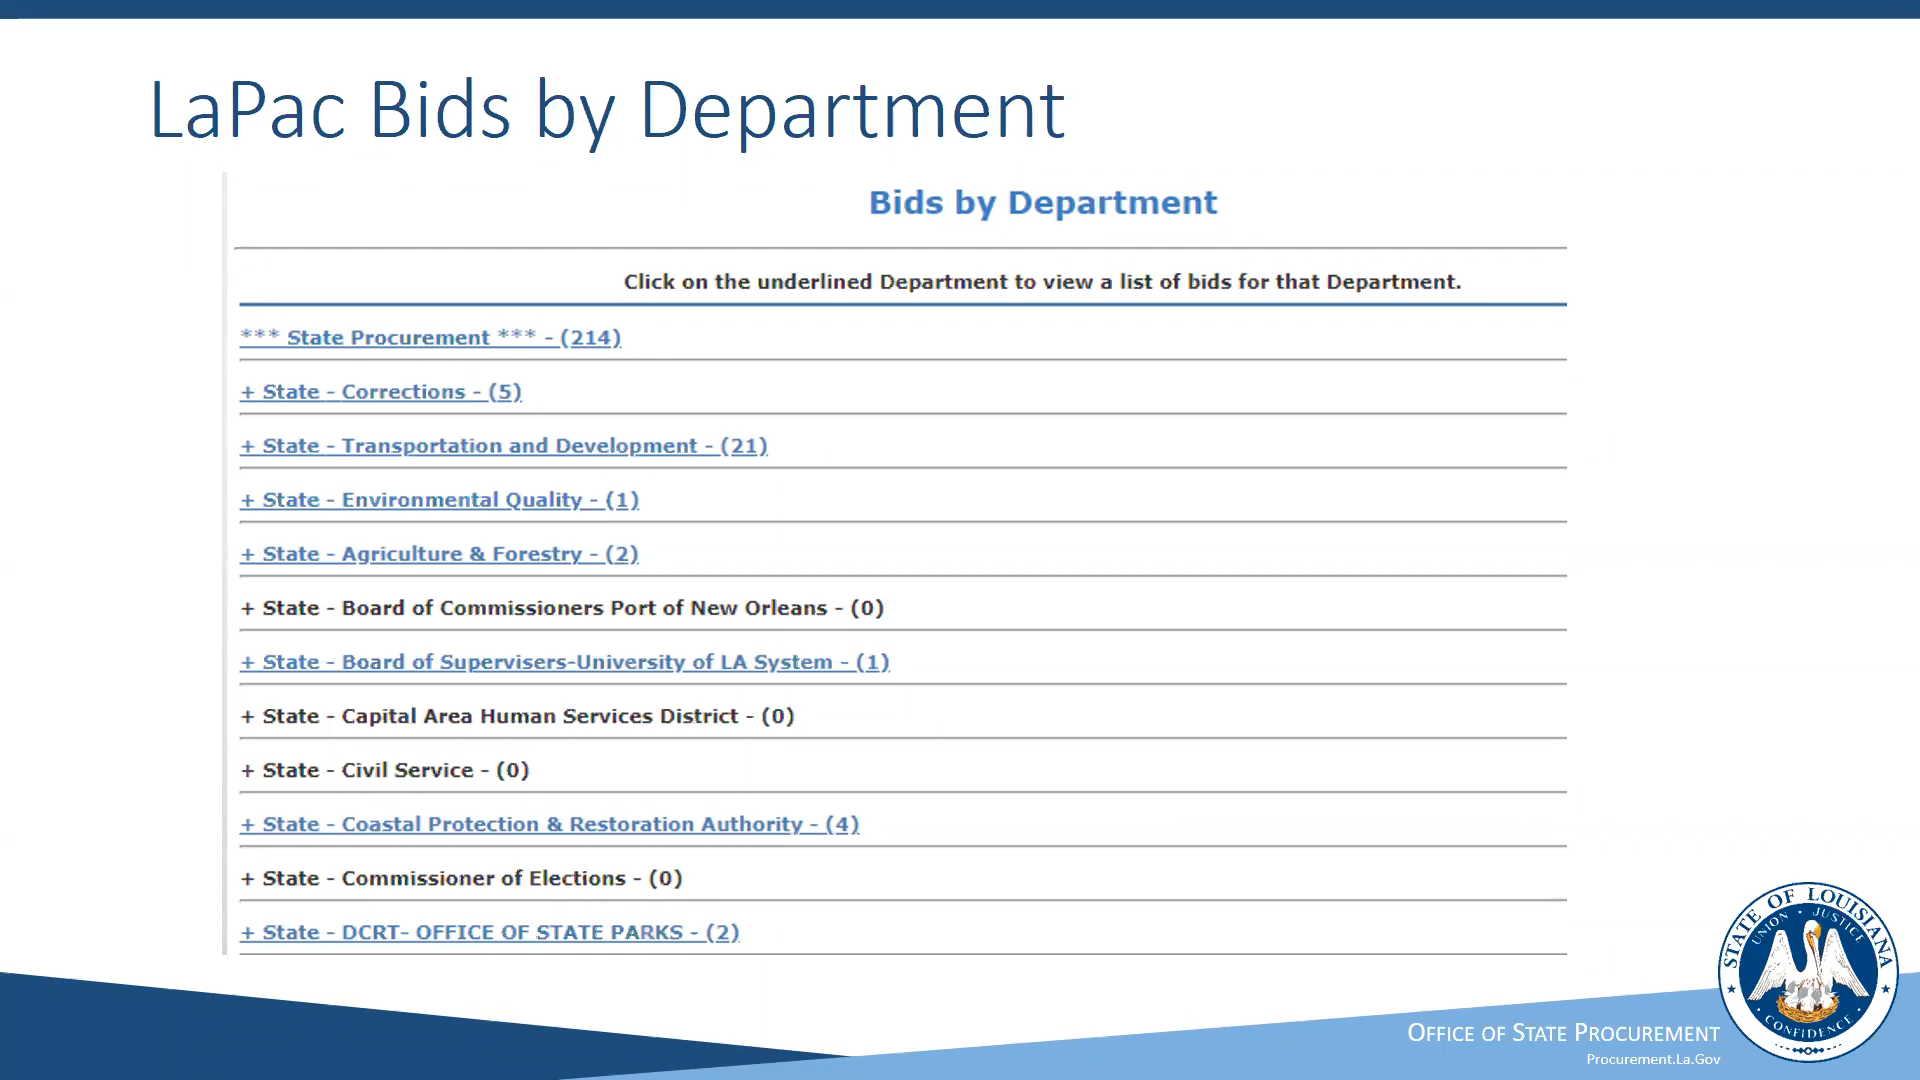 LaPac Bids by Department
Bids by Department
Click on the underlined Department to view a list of bids for that Department.
*** State Procurement *** - (214)
+ State - Corrections - (5)
+ State - Transportation and Development - (21)
+ State - Environmental Quality - (1)
+ State - Agriculture & Forestry - (2)
+ State - Board of Commissioners Port of New Orleans - (0)
+ State - Board of Supervisers-University of LA System - (1)
+ State - Capital Area Human Services District - (0)
+ State - Civil Service - (0)
+ State - Coastal Protection & Restoration Authority - (4)
+ State - Commissioner of Elections - (0)
+ State - DCRT- OFFICE OF STATE PARKS - (2)
STATE OF LOUISIANA
UNION · JUSTICE
CONFIDENCE
OFFICE OF STATE PROCUREMENT
Procurement.La.Gov